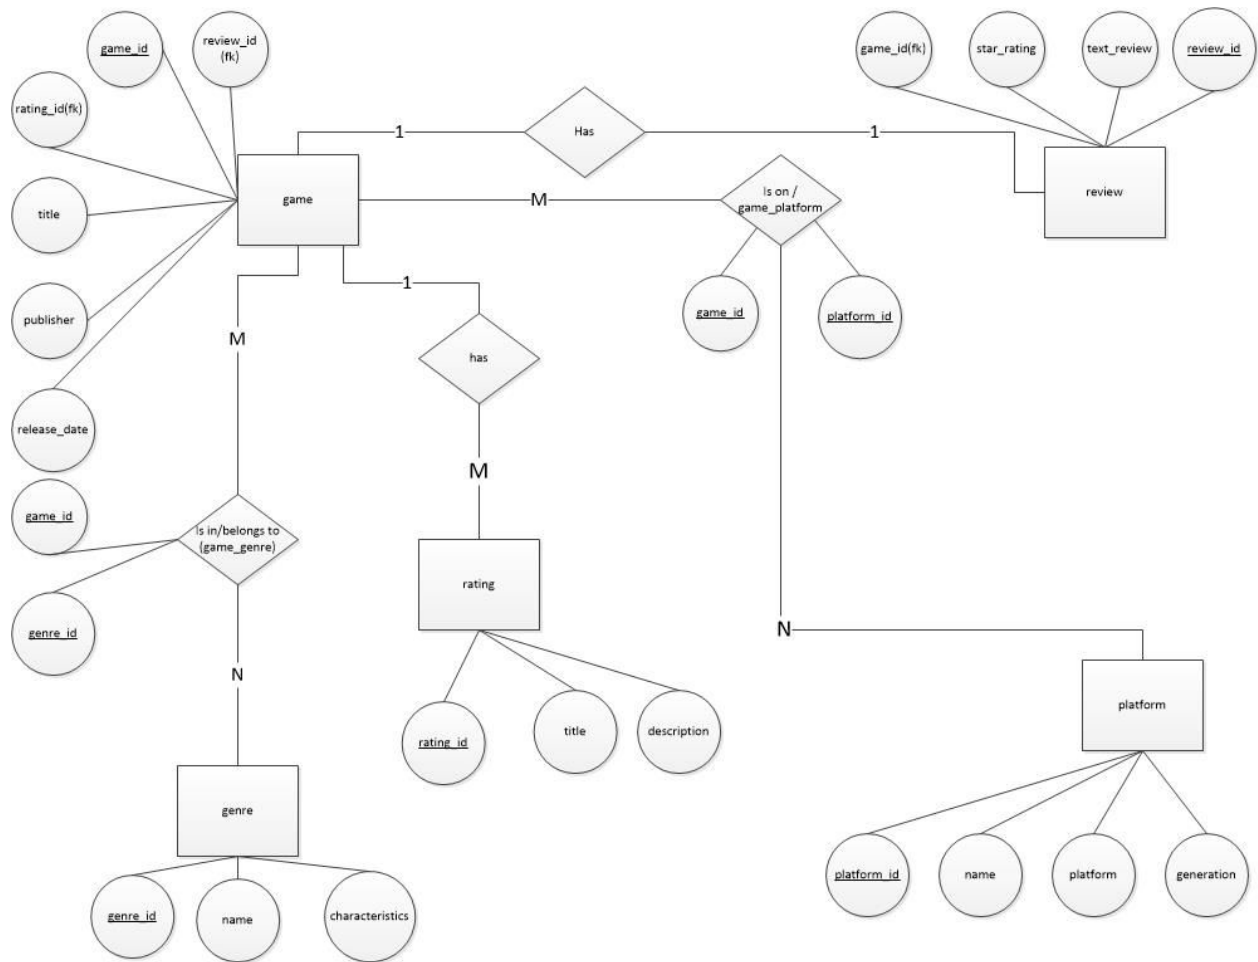 game_id
review_id
(fk)
game_id(fk)
star_rating
text_review
review_id
rating_id(fk)
1
Has
1
game
M
Is on /
game_platform
review
title
publisher
1
game_id
platform_id
M
has
release_date
M
game_id
Is in/belongs to
(game_genre)
rating
genre_id
N
N
rating_id
title
description
platform
genre
platform_id
name
platform
generation
genre_id
name
characteristics